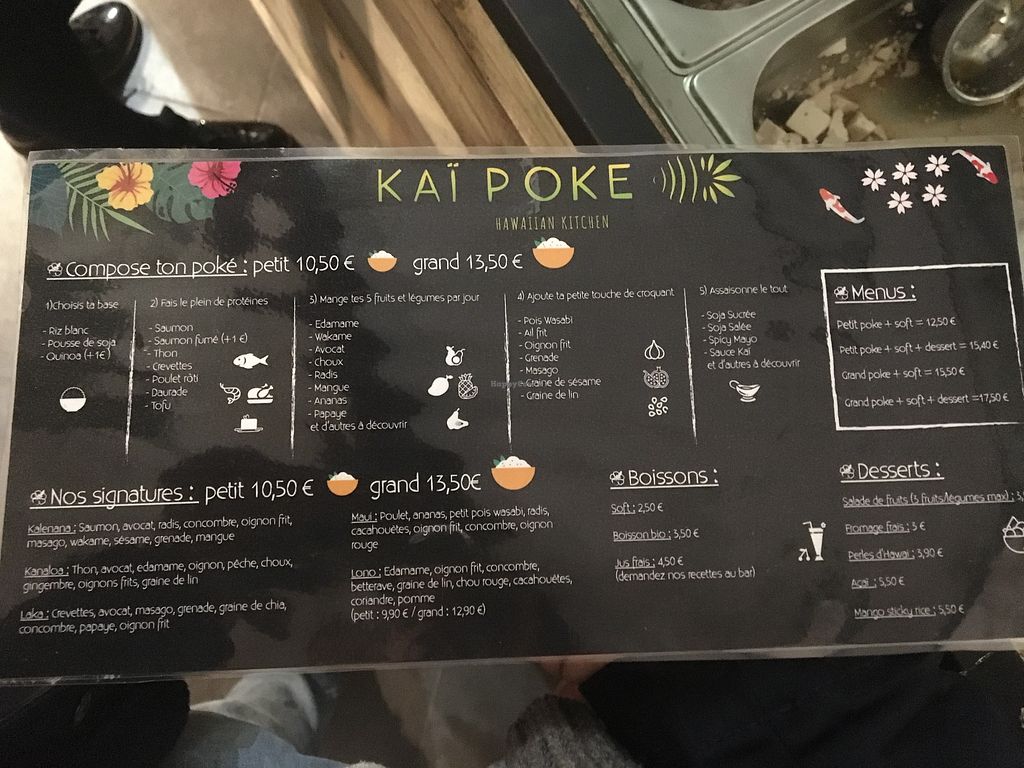 KAÏ POKE
HAWAIIAN KITCHEN
Compose ton poké : petit 10,50 € grand 13,50 €
1)Choisis ta base
- Riz blanc
- Pousse de soja
- Quinoa (+1€)
2) Fais le plein de protéines
- Saumon
- Saumon fumé (+1 €)
- Thon
- Crevettes
- Poulet rôti
- Daurade
- Tofu
3) Mange tes 5 fruits et légumes par jour
- Edamame
- Wakame
- Avocat
- Choux
- Radis
- Mangue
- Ananas
- Papaye
et d'autres à découvrir
4) Ajoute ta petite touche de croquant
- Pois Wasabi
- Ail frit
- Oignon frit
- Grenade
- Masago
- Graine de sésame
- Graine de lin
5) Assaisonne le tout
- Soja Sucrée
- Soja Salée
- Spicy Mayo
- Sauce Kaï
et d'autres à découvrir
Menus :
Petit poke + soft = 12,50 €
Petit poke + soft + dessert = 15,40 €
Grand poke + soft = 15,50 €
Grand poke + soft + dessert =17,50 €
Nos signatures : petit 10,50 € grand 13,50€
Kalenana : Saumon, avocat, radis, concombre, oignon frit,
masago, wakame, sésame, grenade, mangue
Kanaloa : Thon, avocat, edamame, oignon, pêche, choux,
gingembre, oignons frits, graine de lin
Laka : Crevettes, avocat, masago, grenade, graine de chia,
concombre, papaye, oignon frit
Maui : Poulet, ananas, petit pois wasabi, radis,
cacahouètes, oignon frit, concombre, oignon
rouge
Lono : Edamame, oignon frit, concombre,
betterave, graine de lin, chou rouge, cacahouètes,
coriandre, pomme
(petit : 9,90 € / grand : 12,90 €)
Boissons :
Soft : 2,50 €
Boisson bio : 3,50 €
Jus frais : 4,50 €
(demandez nos recettes au bar)
Desserts :
Salade de fruits (3 fruits/légumes max) :
Fromage frais : 3 €
Perles d'Hawai : 3,90 €
Açaï : 5,50 €
Mango sticky rice : 5,50 €